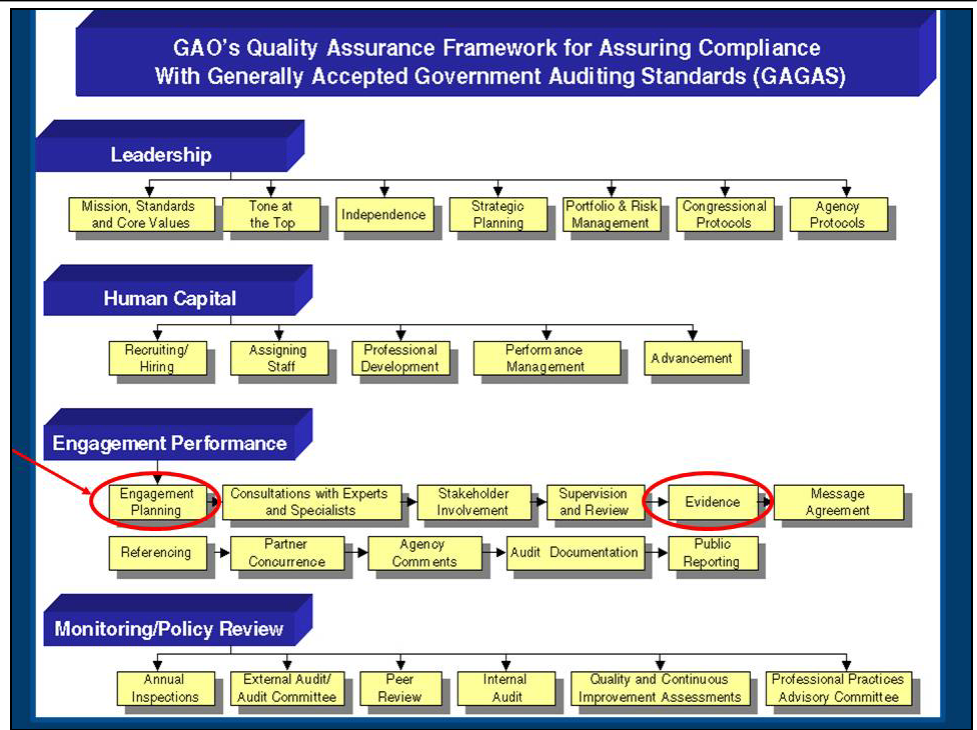 GAO's Quality Assurance Framework for Assuring Compliance
With Generally Accepted Government Auditing Standards (GAGAS)
Leadership
Mission, Standards
and Core Values
Tone at
the Top
Independence
Strategic
Planning
Portfolio & Risk
Management
Congressional
Protocols
Agency
Protocols
Human Capital
Recruiting/
Hiring
Assigning
Staff
Professional
Development
Performance
Management
Advancement
Engagement Performance
Engagement
Planning
Consultations with Experts
and Specialists
Stakeholder
Involvement
Supervision
and Review
Evidence
Message
Agreement
Referencing
Partner
Concurrence
Agency
Comments
Audit Documentation
Public
Reporting
Monitoring/Policy Review
Annual
Inspections
External Audit/
Audit Committee
Peer
Review
Internal
Audit
Quality and Continuous
Improvement Assessments
Professional Practices
Advisory Committee